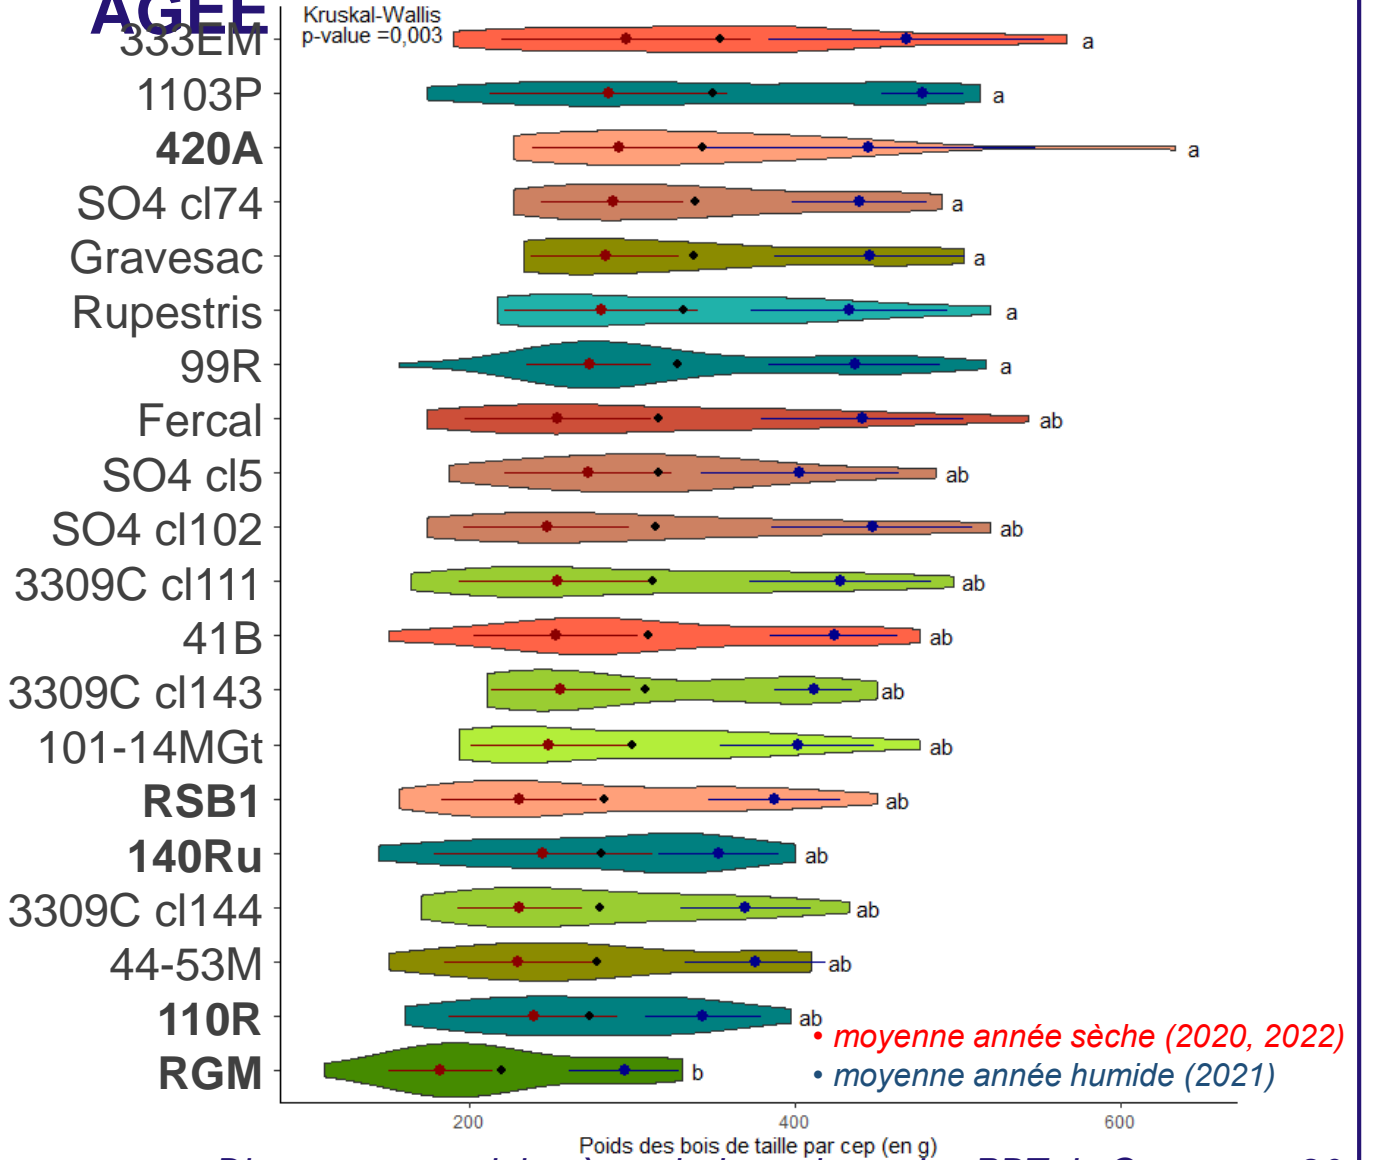 AGEE
Kruskal-Wallis
p-value =0,003
333EM a
1103P a
420A a
SO4 cl74 a
Gravesac a
Rupestris a
99R a
Fercal ab
SO4 cl5 ab
SO4 cl102 ab
3309C cl111 ab
41B ab
3309C cl143 ab
101-14MGt ab
RSB1 ab
140Ru ab
3309C cl144 ab
44-53M ab
110R ab
• moyenne année sèche (2020, 2022)
RGM b
• moyenne année humide (2021)
200 400 600
Poids des bois de taille par cep (en g)